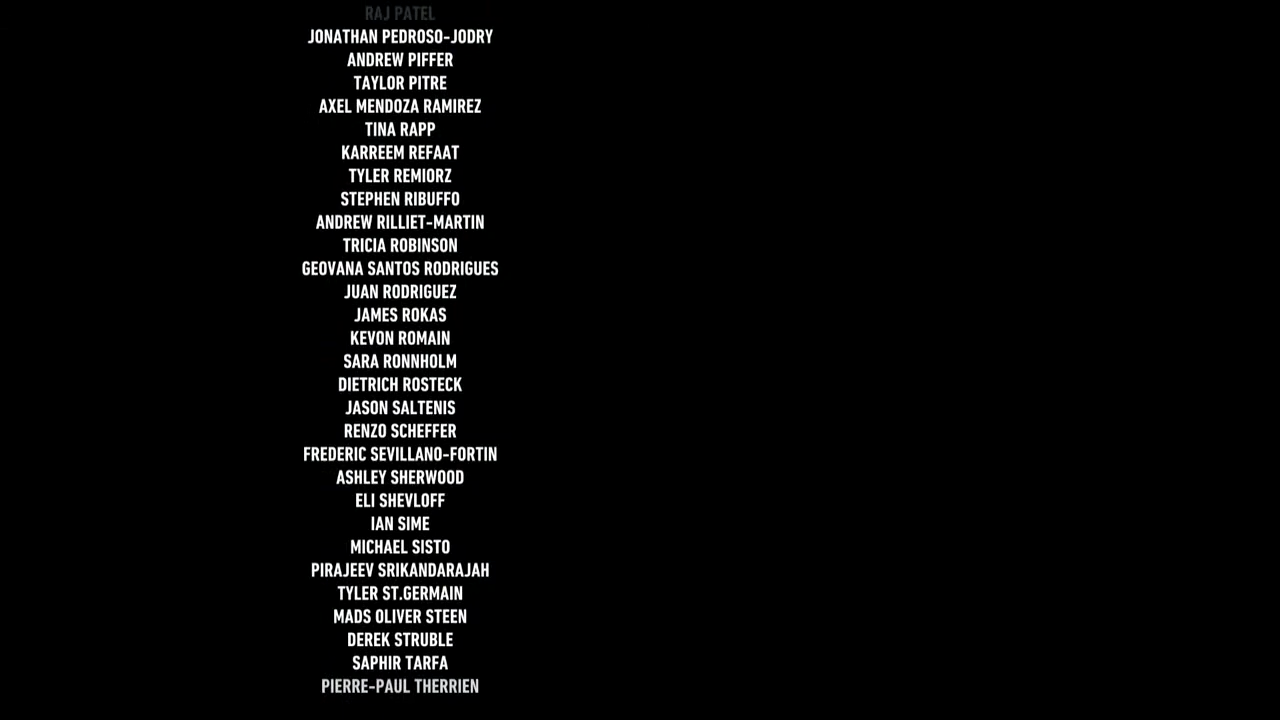 RAJ PATEL
JONATHAN PEDROSO-JODRY
ANDREW PIFFER
TAYLOR PITRE
AXEL MENDOZA RAMIREZ
TINA RAPP
KARREEM REFAAT
TYLER REMIORZ
STEPHEN RIBUFFO
ANDREW RILLIET-MARTIN
TRICIA ROBINSON
GEOVANA SANTOS RODRIGUES
JUAN RODRIGUEZ
JAMES ROKAS
KEVON ROMAIN
SARA RONNHOLM
DIETRICH ROSTECK
JASON SALTENIS
RENZO SCHEFFER
FREDERIC SEVILLANO-FORTIN
ASHLEY SHERWOOD
ELI SHEVLOFF
IAN SIME
MICHAEL SISTO
PIRAJEEV SRIKANDARAJAH
TYLER ST.GERMAIN
MADS OLIVER STEEN
DEREK STRUBLE
SAPHIR TARFA
PIERRE-PAUL THERRIEN